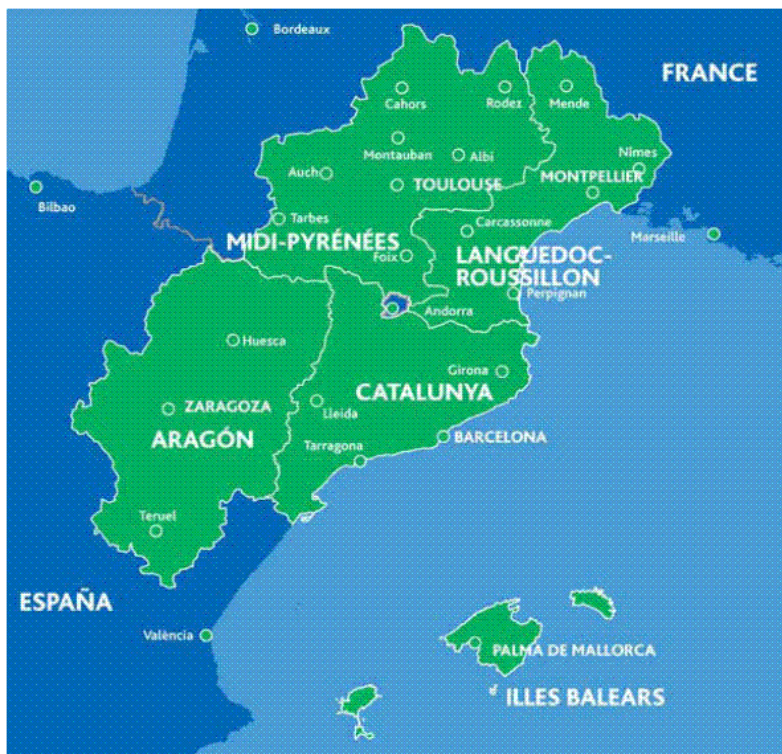 Bordeaux
FRANCE
Cahors
Rodez
Mende
Montauban
Albi
Nîmes
Auch
TOULOUSE
MONTPELLIER
Bilbao
Tarbes
Carcassonne
Marseille
MIDI-PYRÉNÉES
Foix
LANGUEDOC-
ROUSSILLON
Perpignan
Andorra
Huesca
Girona
CATALUNYA
ZARAGOZA
Lleida
ARAGÓN
Tarragona
BARCELONA
Teruel
ESPAÑA
València
PALMA DE MALLORCA
ILLES BALEARS